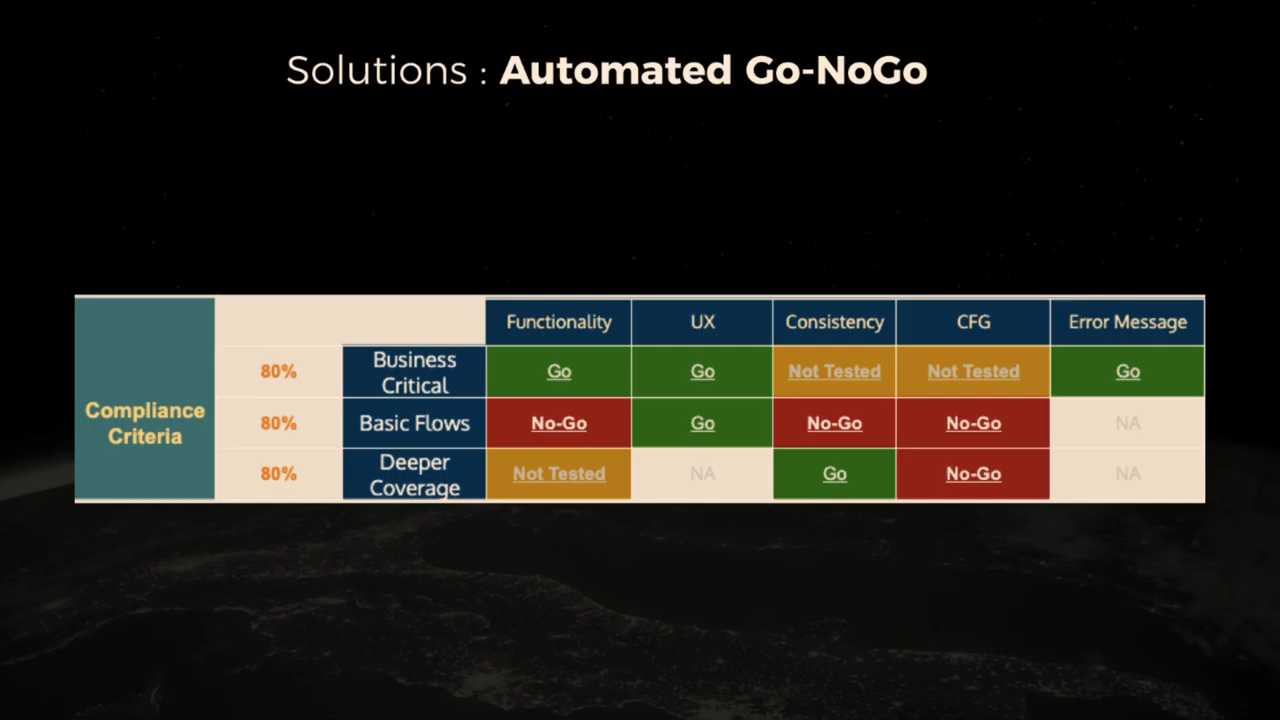 Solutions : Automated Go-NoGo
Functionality UX Consistency CFG Error Message
Compliance
Criteria
80% Business
Critical Go Go Not Tested Not Tested Go
80% Basic Flows No-Go Go No-Go No-Go NA
80% Deeper
Coverage Not Tested NA Go No-Go NA